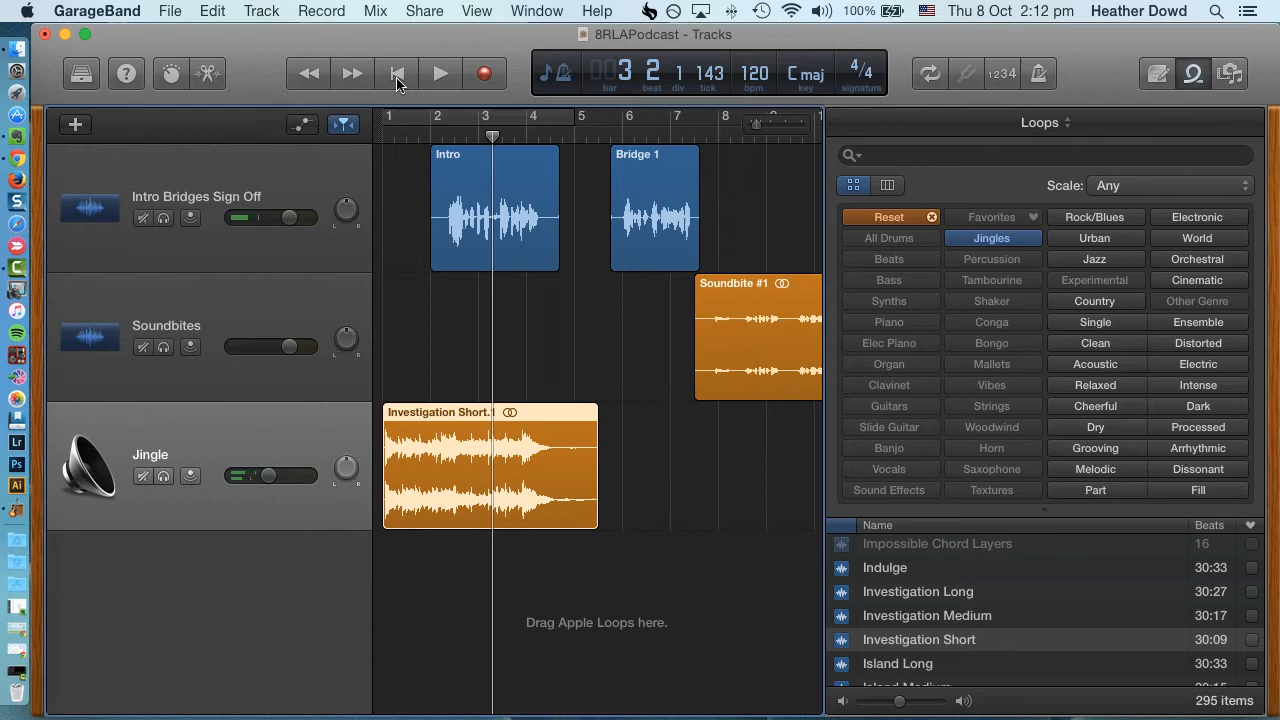 GarageBand File Edit Track Record Mix Share View Window Help 100% Thu 8 Oct 2:12 pm Heather Dowd
8RLAPodcast - Tracks
3 2 1 143 120 C maj 4/4
bar beat div tick bpm key signature
1234
1 2 3 4 5 6 7 8
Loops
Intro Bridge 1
Intro Bridges Sign Off
L R
Scale: Any
Reset Favorites Rock/Blues Electronic
All Drums Jingles Urban World
Beats Percussion Jazz Orchestral
Bass Tambourine Experimental Cinematic
Synths Shaker Country Other Genre
Piano Conga Single Ensemble
Elec Piano Bongo Clean Distorted
Organ Mallets Acoustic Electric
Clavinet Vibes Relaxed Intense
Guitars Strings Cheerful Dark
Slide Guitar Woodwind Dry Processed
Banjo Horn Grooving Arrhythmic
Vocals Saxophone Melodic Dissonant
Sound Effects Textures Part Fill
Soundbite #1
Soundbites
L R
Investigation Short.1
Jingle
L R
Name Beats
Impossible Chord Layers 16
Indulge 30:33
Investigation Long 30:27
Investigation Medium 30:17
Investigation Short 30:09
Island Long 30:33
Drag Apple Loops here.
295 items
Lr
Ps
Ai